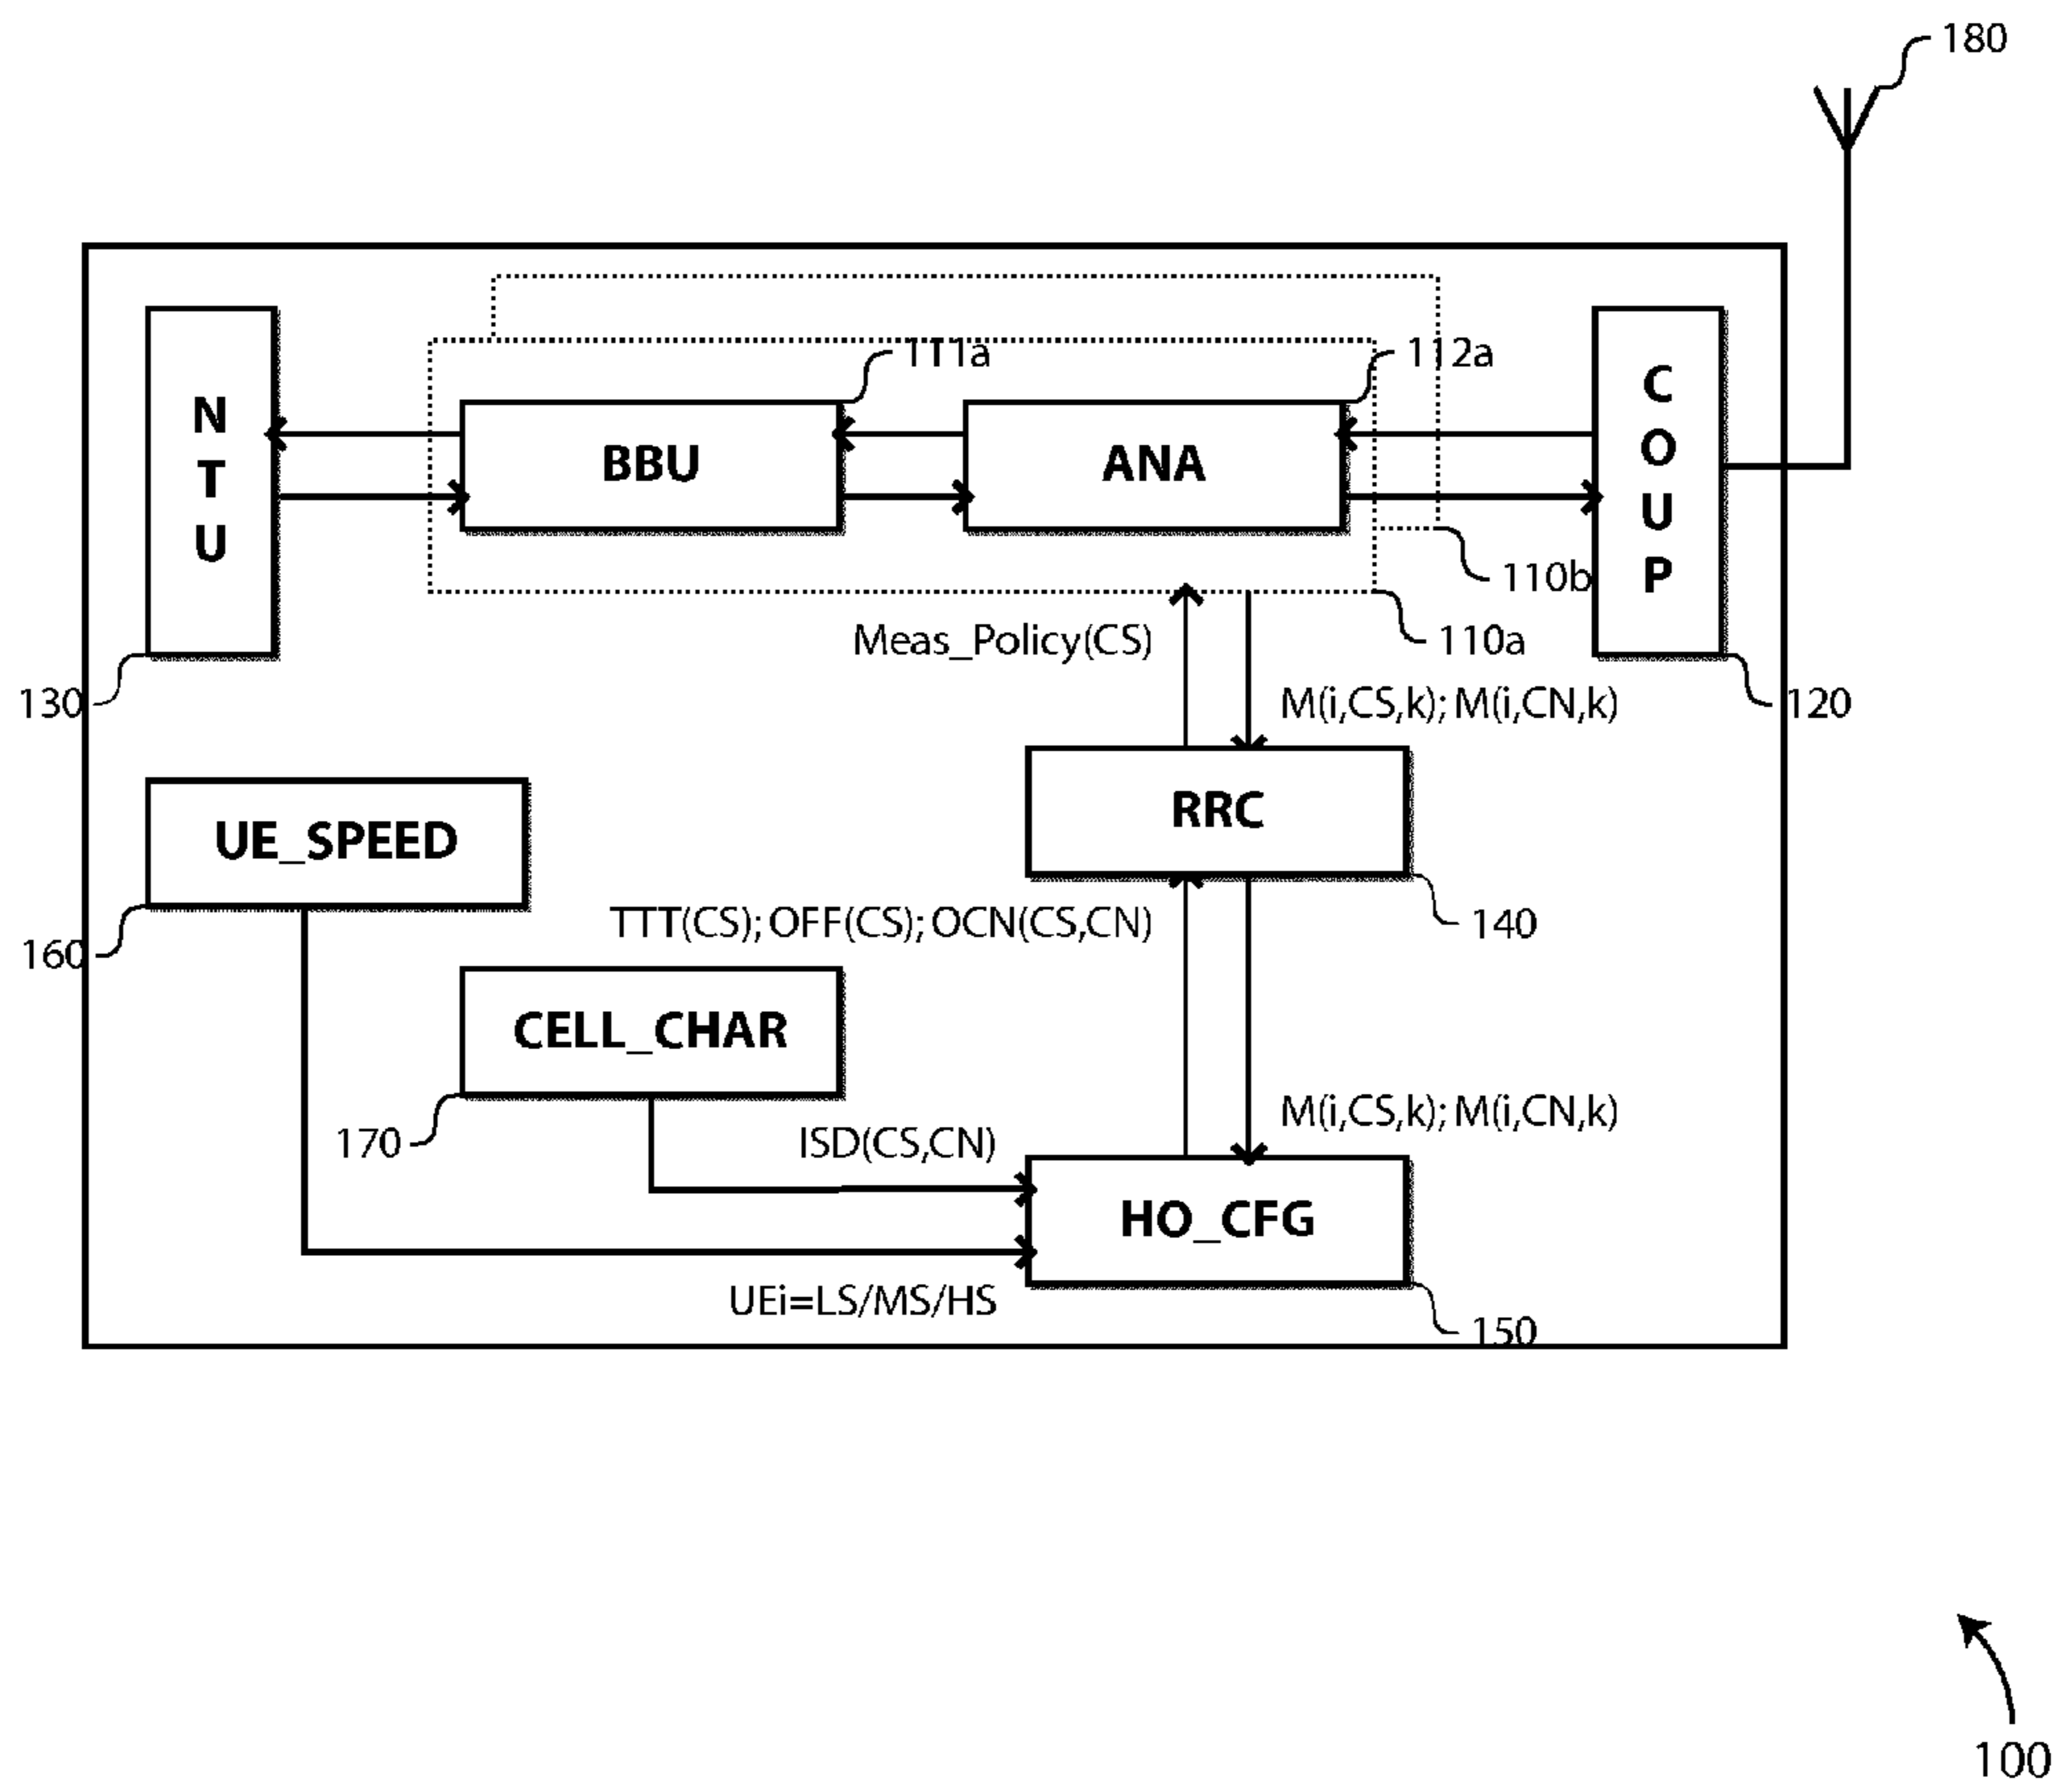 180
111a
112a
N
T
U
BBU
ANA
C
O
U
P
110b
110a
Meas_Policy(CS)
130
M(i,CS,k); M(i,CN,k)
120
RRC
UE_SPEED
TTT(CS); OFF(CS); OCN(CS,CN)
140
160
CELL_CHAR
M(i,CS,k); M(i,CN,k)
170
ISD(CS,CN)
HO_CFG
UEi=LS/MS/HS
150
100